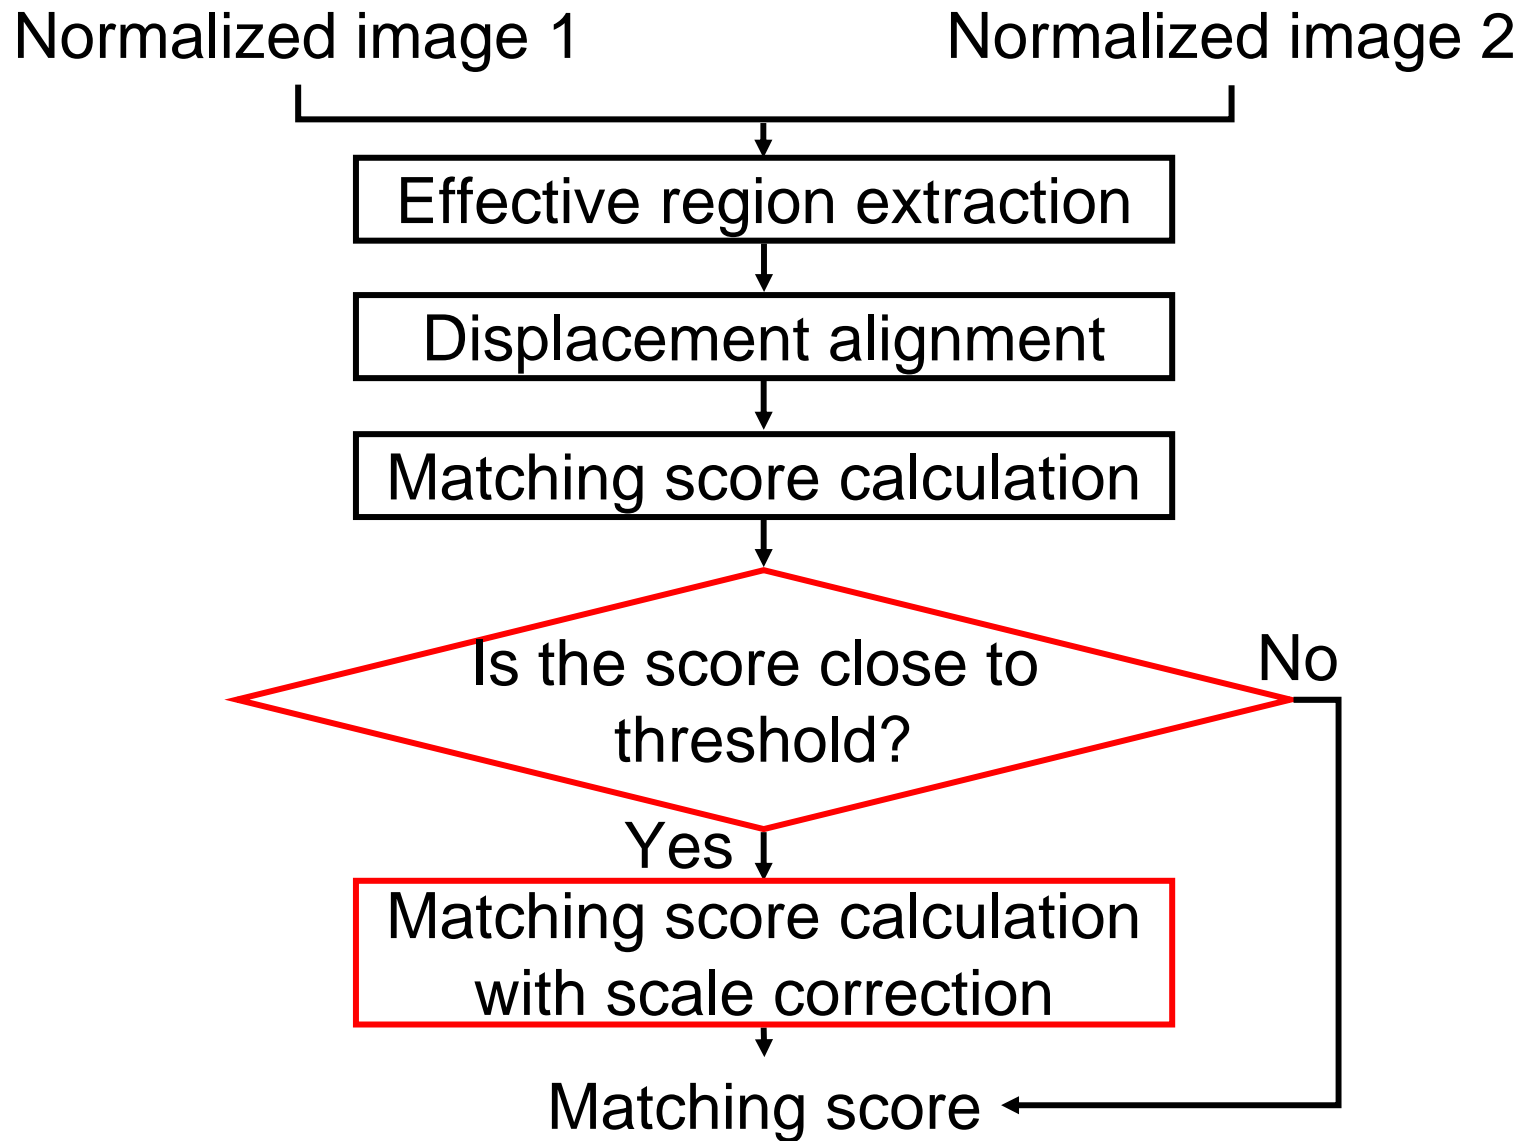 Normalized image 1
Normalized image 2
Effective region extraction
Displacement alignment
Matching score calculation
Is the score close to
threshold?
No
Yes
Matching score calculation
with scale correction
Matching score